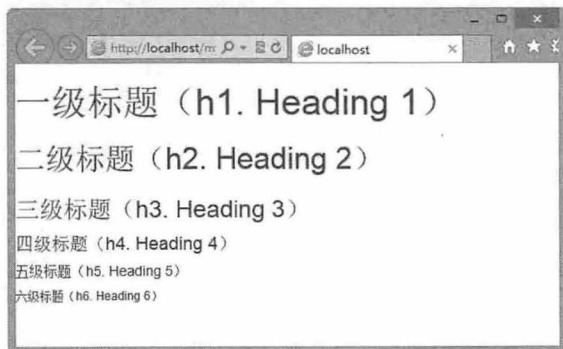 http://localhost/m
localhost
一级标题（h1. Heading 1）
二级标题（h2. Heading 2）
三级标题（h3. Heading 3）
四级标题（h4. Heading 4）
五级标题（h5. Heading 5）
六级标题（h6. Heading 6）